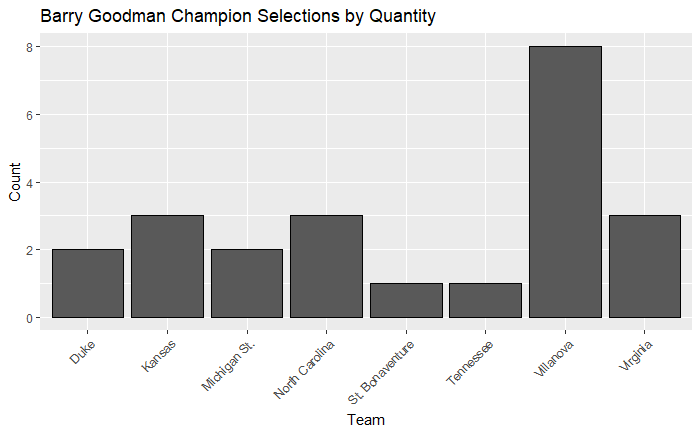 Barry Goodman Champion Selections by Quantity
8
6
4
2
0
Count
Duke
Kansas
Michigan St.
North Carolina
St. Bonaventure
Tennessee
Villanova
Virginia
Team